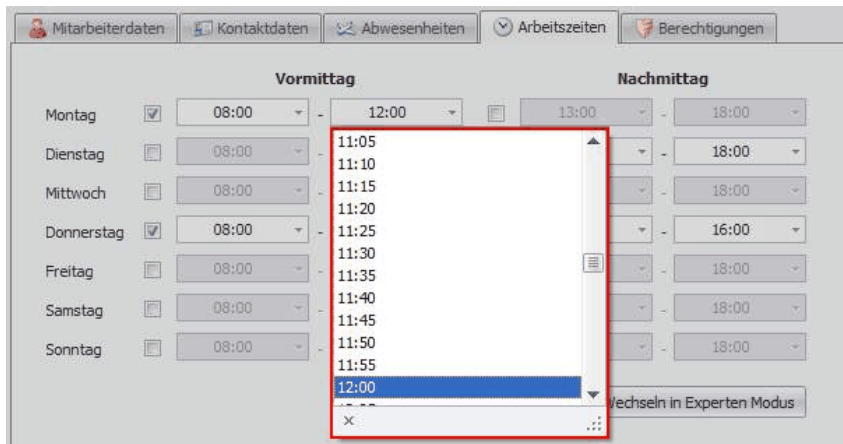 Mitarbeiterdaten Kontaktdaten Abwesenheiten Arbeitszeiten Berechtigungen
Vormittag Nachmittag
Montag 08:00 - 12:00 13:00 - 18:00
Dienstag 08:00 - - 18:00
Mittwoch 08:00 - - 18:00
Donnerstag 08:00 - - 16:00
Freitag 08:00 - - 18:00
Samstag 08:00 - - 18:00
Sonntag 08:00 - - 18:00
11:05
11:10
11:15
11:20
11:25
11:30
11:35
11:40
11:45
11:50
11:55
12:00
in Experten Modus